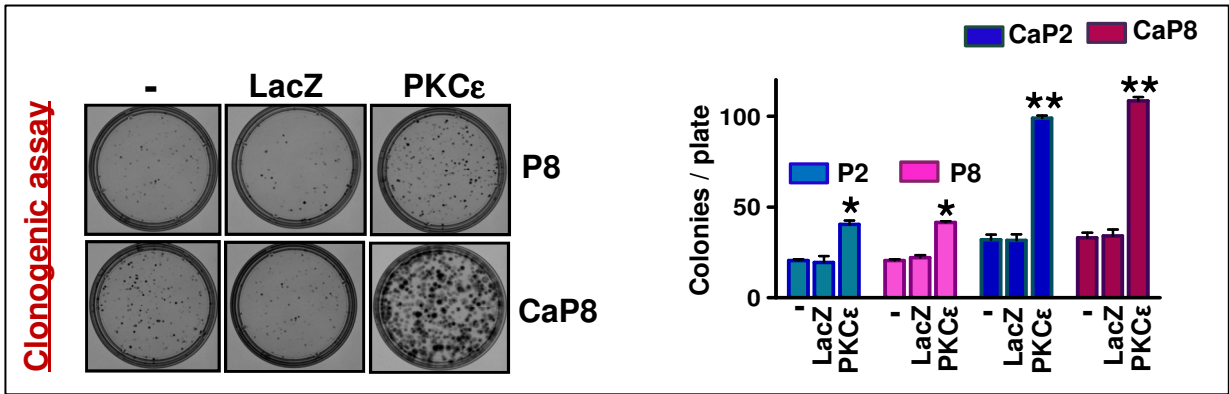 Clonogenic assay
- LacZ PKCε
P8
CaP8
CaP2 CaP8
Colonies / plate
100
50
0
P2 P8
* * ** **
- LacZ PKCε - LacZ PKCε - LacZ PKCε - LacZ PKCε